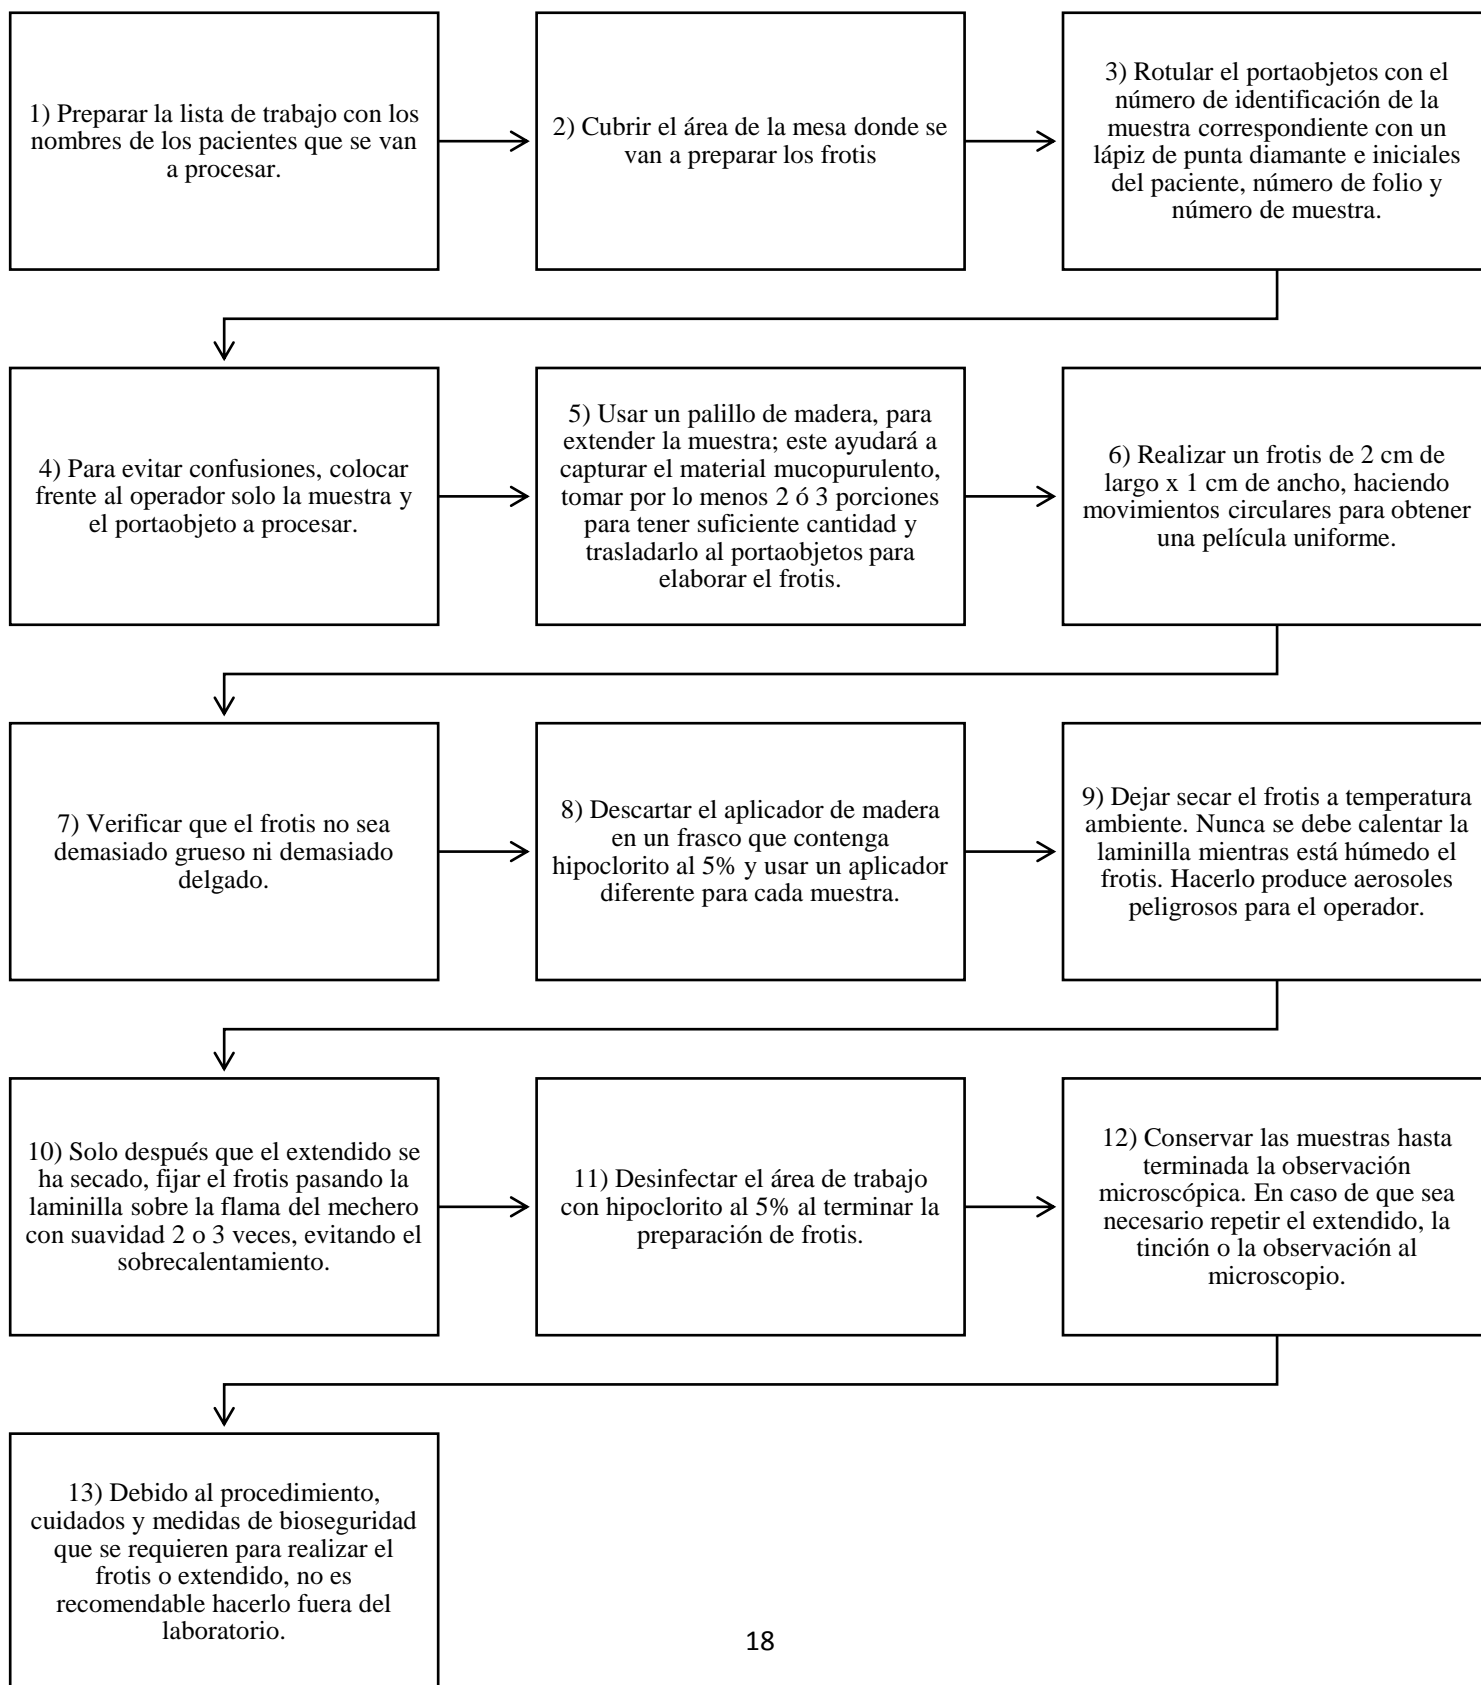 1) Preparar la lista de trabajo con los
nombres de los pacientes que se van
a procesar.
2) Cubrir el área de la mesa donde se
van a preparar los frotis
3) Rotular el portaobjetos con el
número de identificación de la
muestra correspondiente con un
lápiz de punta diamante e iniciales
del paciente, número de folio y
número de muestra.
4) Para evitar confusiones, colocar
frente al operador solo la muestra y
el portaobjeto a procesar.
5) Usar un palillo de madera, para
extender la muestra; este ayudará a
capturar el material mucopurulento,
tomar por lo menos 2 ó 3 porciones
para tener suficiente cantidad y
trasladarlo al portaobjetos para
elaborar el frotis.
6) Realizar un frotis de 2 cm de
largo x 1 cm de ancho, haciendo
movimientos circulares para obtener
una película uniforme.
7) Verificar que el frotis no sea
demasiado grueso ni demasiado
delgado.
8) Descartar el aplicador de madera
en un frasco que contenga
hipoclorito al 5% y usar un aplicador
diferente para cada muestra.
9) Dejar secar el frotis a temperatura
ambiente. Nunca se debe calentar la
laminilla mientras está húmedo el
frotis. Hacerlo produce aerosoles
peligrosos para el operador.
10) Solo después que el extendido se
ha secado, fijar el frotis pasando la
laminilla sobre la flama del mechero
con suavidad 2 o 3 veces, evitando el
sobrecalentamiento.
11) Desinfectar el área de trabajo
con hipoclorito al 5% al terminar la
preparación de frotis.
12) Conservar las muestras hasta
terminada la observación
microscópica. En caso de que sea
necesario repetir el extendido, la
tinción o la observación al
microscopio.
13) Debido al procedimiento,
cuidados y medidas de bioseguridad
que se requieren para realizar el
frotis o extendido, no es
recomendable hacerlo fuera del
laboratorio.
18